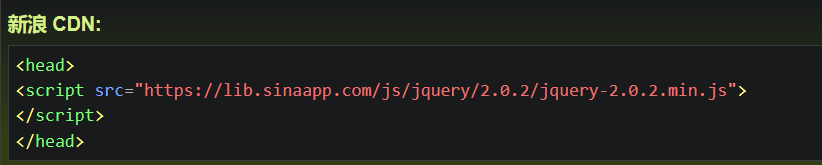 新浪 CDN:
<head>
<script src="https://lib.sinaapp.com/js/jquery/2.0.2/jquery-2.0.2.min.js">
</script>
</head>